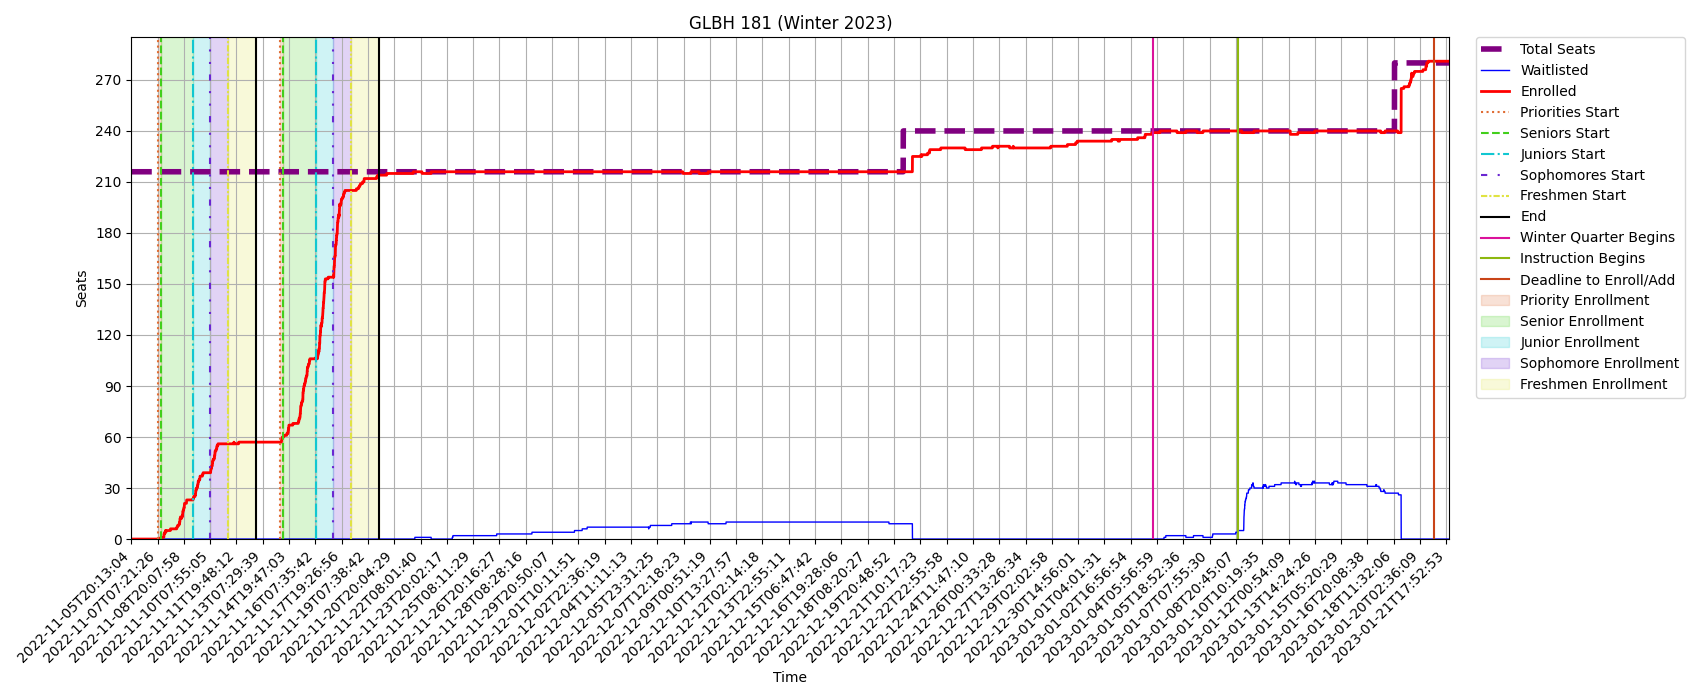 GLBH 181 (Winter 2023)
Seats
270
240
210
180
150
120
90
60
30
0
2022-11-05T20:13:04
2022-11-07T07:21:26
2022-11-08T20:07:58
2022-11-10T07:55:05
2022-11-11T19:48:12
2022-11-13T07:29:39
2022-11-14T19:47:03
2022-11-16T07:35:42
2022-11-17T19:26:56
2022-11-19T07:38:42
2022-11-20T20:04:29
2022-11-22T08:01:40
2022-11-23T20:02:17
2022-11-25T08:11:29
2022-11-26T20:16:27
2022-11-28T08:28:16
2022-11-29T20:50:07
2022-12-01T10:11:51
2022-12-02T22:36:19
2022-12-04T11:11:13
2022-12-05T23:31:25
2022-12-07T12:18:23
2022-12-09T00:51:19
2022-12-10T13:27:57
2022-12-12T02:14:18
2022-12-13T22:55:11
2022-12-15T06:47:42
2022-12-16T19:28:06
2022-12-18T08:20:27
2022-12-19T20:48:52
2022-12-21T10:17:23
2022-12-22T22:55:58
2022-12-24T11:47:10
2022-12-26T00:33:28
2022-12-27T13:26:34
2022-12-29T02:02:58
2022-12-30T14:56:01
2023-01-01T04:01:31
2023-01-02T16:56:54
2023-01-04T05:56:59
2023-01-05T18:52:36
2023-01-07T07:55:30
2023-01-08T20:45:07
2023-01-10T10:19:35
2023-01-12T00:54:09
2023-01-13T14:24:26
2023-01-15T05:20:29
2023-01-16T20:08:38
2023-01-18T11:32:06
2023-01-20T02:36:09
2023-01-21T17:52:53
Time
Total Seats
Waitlisted
Enrolled
Priorities Start
Seniors Start
Juniors Start
Sophomores Start
Freshmen Start
End
Winter Quarter Begins
Instruction Begins
Deadline to Enroll/Add
Priority Enrollment
Senior Enrollment
Junior Enrollment
Sophomore Enrollment
Freshmen Enrollment